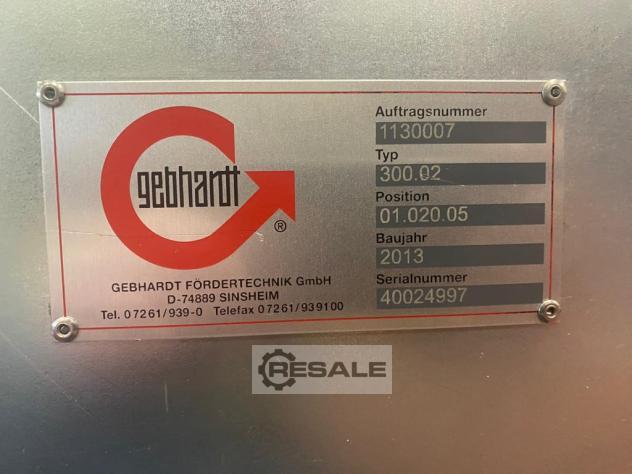 gebhardt
®
GEBHARDT FÖRDERTECHNIK GmbH
D-74889 SINSHEIM
Tel. 07261/939-0 Telefax 07261/939100
Auftragsnummer
1130007
Typ
300.02
Position
01.020.05
Baujahr
2013
Serialnummer
40024997
RESALE